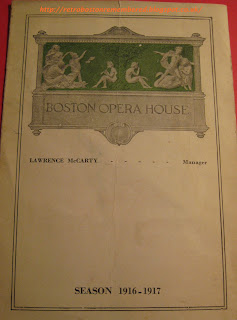 BOSTON OPERA HOUSE
LAWRENCE McCARTY - - - - - - Manager
SEASON 1916-1917